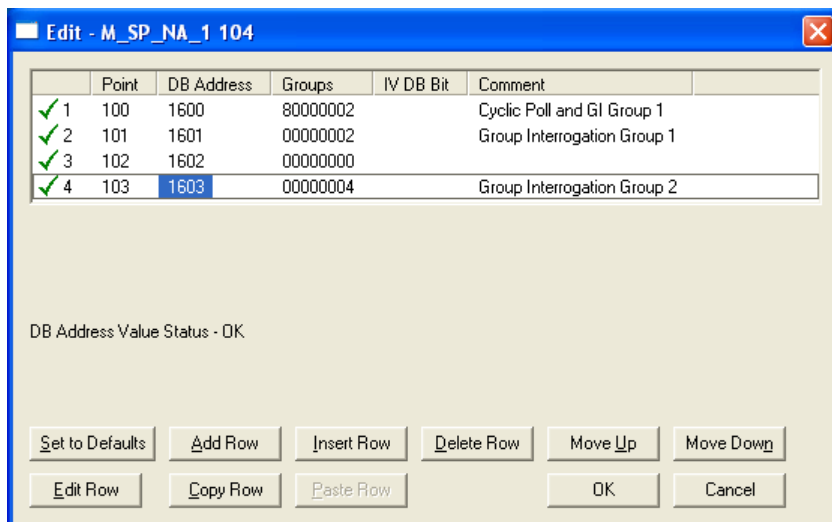 Edit - M_SP_NA_1 104
Point DB Address Groups IV DB Bit Comment
1 100 1600 80000002 Cyclic Poll and GI Group 1
2 101 1601 00000002 Group Interrogation Group 1
3 102 1602 00000000
4 103 1603 00000004 Group Interrogation Group 2
DB Address Value Status - OK
Set to Defaults Add Row Insert Row Delete Row Move Up Move Down
Edit Row Copy Row Paste Row OK Cancel